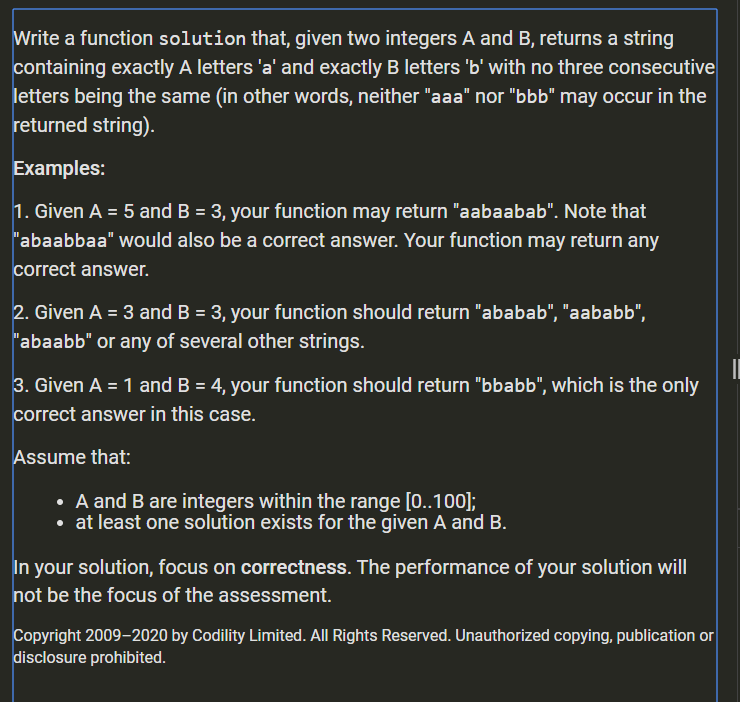 Write a function solution that, given two integers A and B, returns a string
containing exactly A letters 'a' and exactly B letters 'b' with no three consecutive
letters being the same (in other words, neither "aaa" nor "bbb" may occur in the
returned string).
Examples:
1. Given A = 5 and B = 3, your function may return "aabaabab". Note that
"abaabbaa" would also be a correct answer. Your function may return any
correct answer.
2. Given A = 3 and B = 3, your function should return "ababab", "aababb",
"abaabb" or any of several other strings.
3. Given A = 1 and B = 4, your function should return "bbabb", which is the only
correct answer in this case.
Assume that:
• A and B are integers within the range [0..100];
• at least one solution exists for the given A and B.
In your solution, focus on correctness. The performance of your solution will
not be the focus of the assessment.
Copyright 2009–2020 by Codility Limited. All Rights Reserved. Unauthorized copying, publication or
disclosure prohibited.